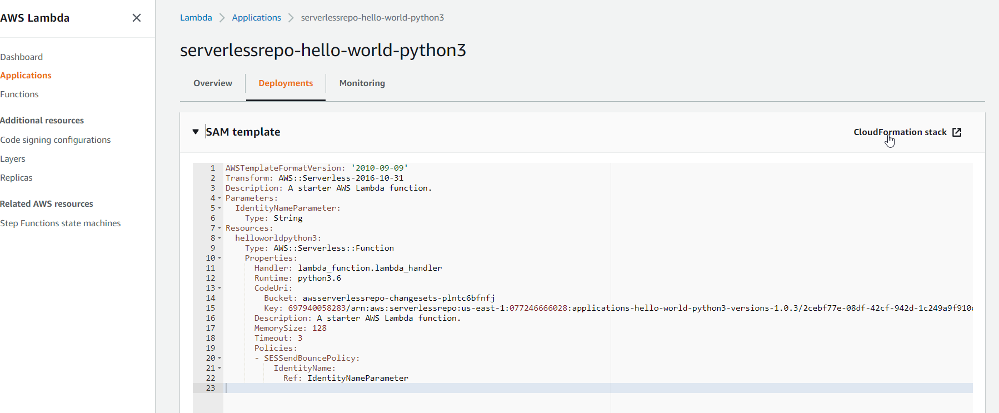 AWS Lambda
Dashboard
Applications
Functions
Additional resources
Code signing configurations
Layers
Replicas
Related AWS resources
Step Functions state machines
Lambda > Applications > serverlessrepo-hello-world-python3
serverlessrepo-hello-world-python3
Overview Deployments Monitoring
SAM template CloudFormation stack
1 AWSTemplateFormatVersion: '2010-09-09'
2 Transform: AWS::Serverless-2016-10-31
3 Description: A starter AWS Lambda function.
4 Parameters:
5 IdentityNameParameter:
6 Type: String
7 Resources:
8 helloworldpython3:
9 Type: AWS::Serverless::Function
10 Properties:
11 Handler: lambda_function.lambda_handler
12 Runtime: python3.6
13 CodeUri:
14 Bucket: awsserverlessrepo-changesets-plntc6bfnfj
15 Key: 697940058283/arn:aws:serverlessrepo:us-east-1:077246666028:applications-hello-world-python3-versions-1.0.3/2cebf77e-08df-42cf-942d-1c249a9f910
16 Description: A starter AWS Lambda function.
17 MemorySize: 128
18 Timeout: 3
19 Policies:
20 - SESSendBouncePolicy:
21 IdentityName:
22 Ref: IdentityNameParameter
23